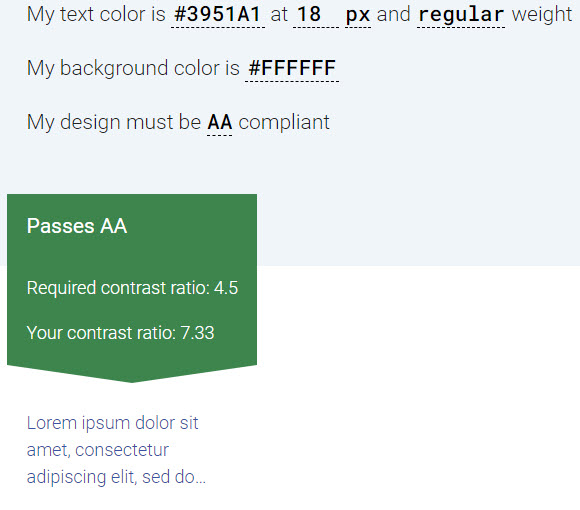 My text color is #3951A1 at 18 px and regular weight
My background color is #FFFFFF
My design must be AA compliant
Passes AA
Required contrast ratio: 4.5
Your contrast ratio: 7.33
Lorem ipsum dolor sit
amet, consectetur
adipiscing elit, sed do...